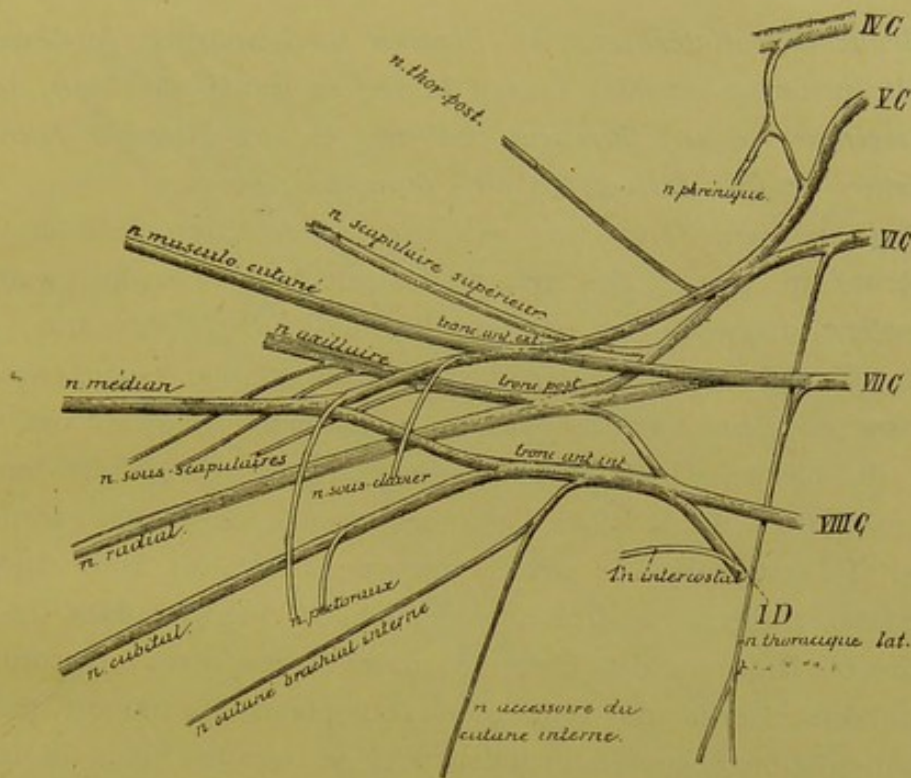 IV C
n. thor. post.
V.C
n. phrénique.
n. scapulaire supérieur
VI C
n. musculo cutané
tronc ant. ext.
n. axillaire
tronc post.
n. médian
VII C
n. sous-scapulaires
n. sous-clavier
tronc ant int
VIII C
n. radial.
1r n intercostal
n. pectoraux
I D
n thoracique lat.
n. cubital.
n cutané brachial interne
n accessoire du
cutané interne.